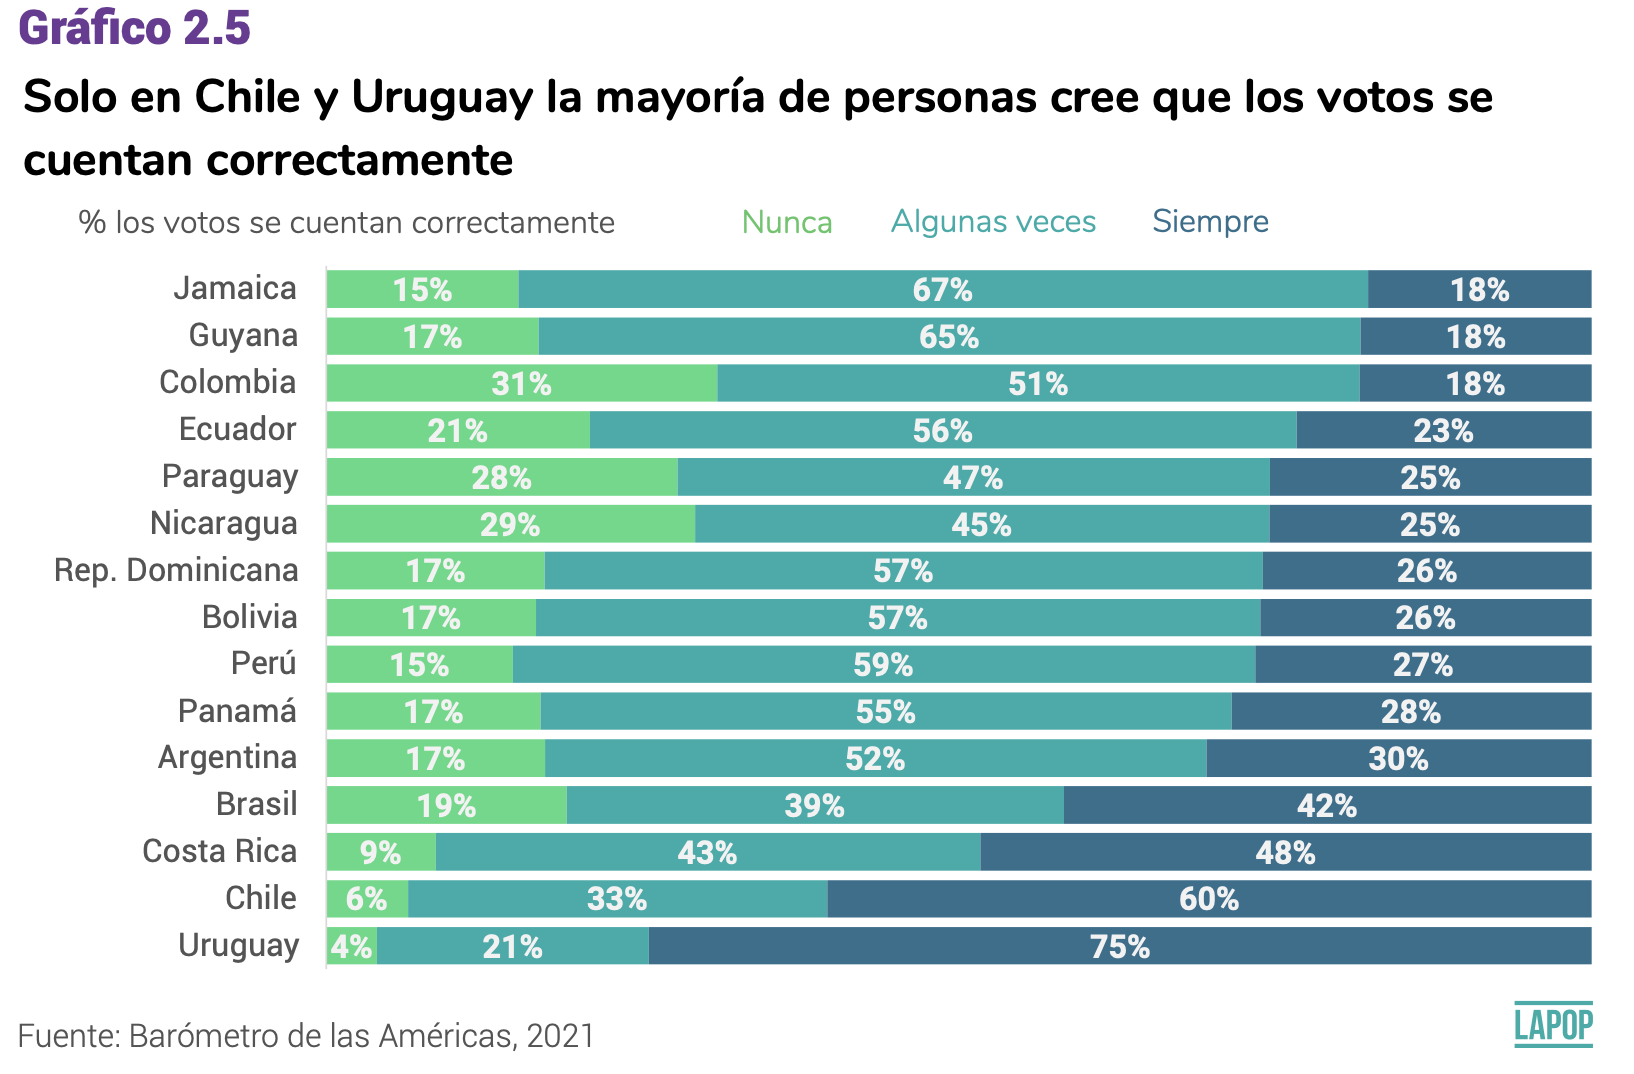 Gráfico 2.5
Solo en Chile y Uruguay la mayoría de personas cree que los votos se
cuentan correctamente
% los votos se cuentan correctamente Nunca Algunas veces Siempre
Jamaica 15% 67% 18%
Guyana 17% 65% 18%
Colombia 31% 51% 18%
Ecuador 21% 56% 23%
Paraguay 28% 47% 25%
Nicaragua 29% 45% 25%
Rep. Dominicana 17% 57% 26%
Bolivia 17% 57% 26%
Perú 15% 59% 27%
Panamá 17% 55% 28%
Argentina 17% 52% 30%
Brasil 19% 39% 42%
Costa Rica 9% 43% 48%
Chile 6% 33% 60%
Uruguay 4% 21% 75%
Fuente: Barómetro de las Américas, 2021
LAPOP